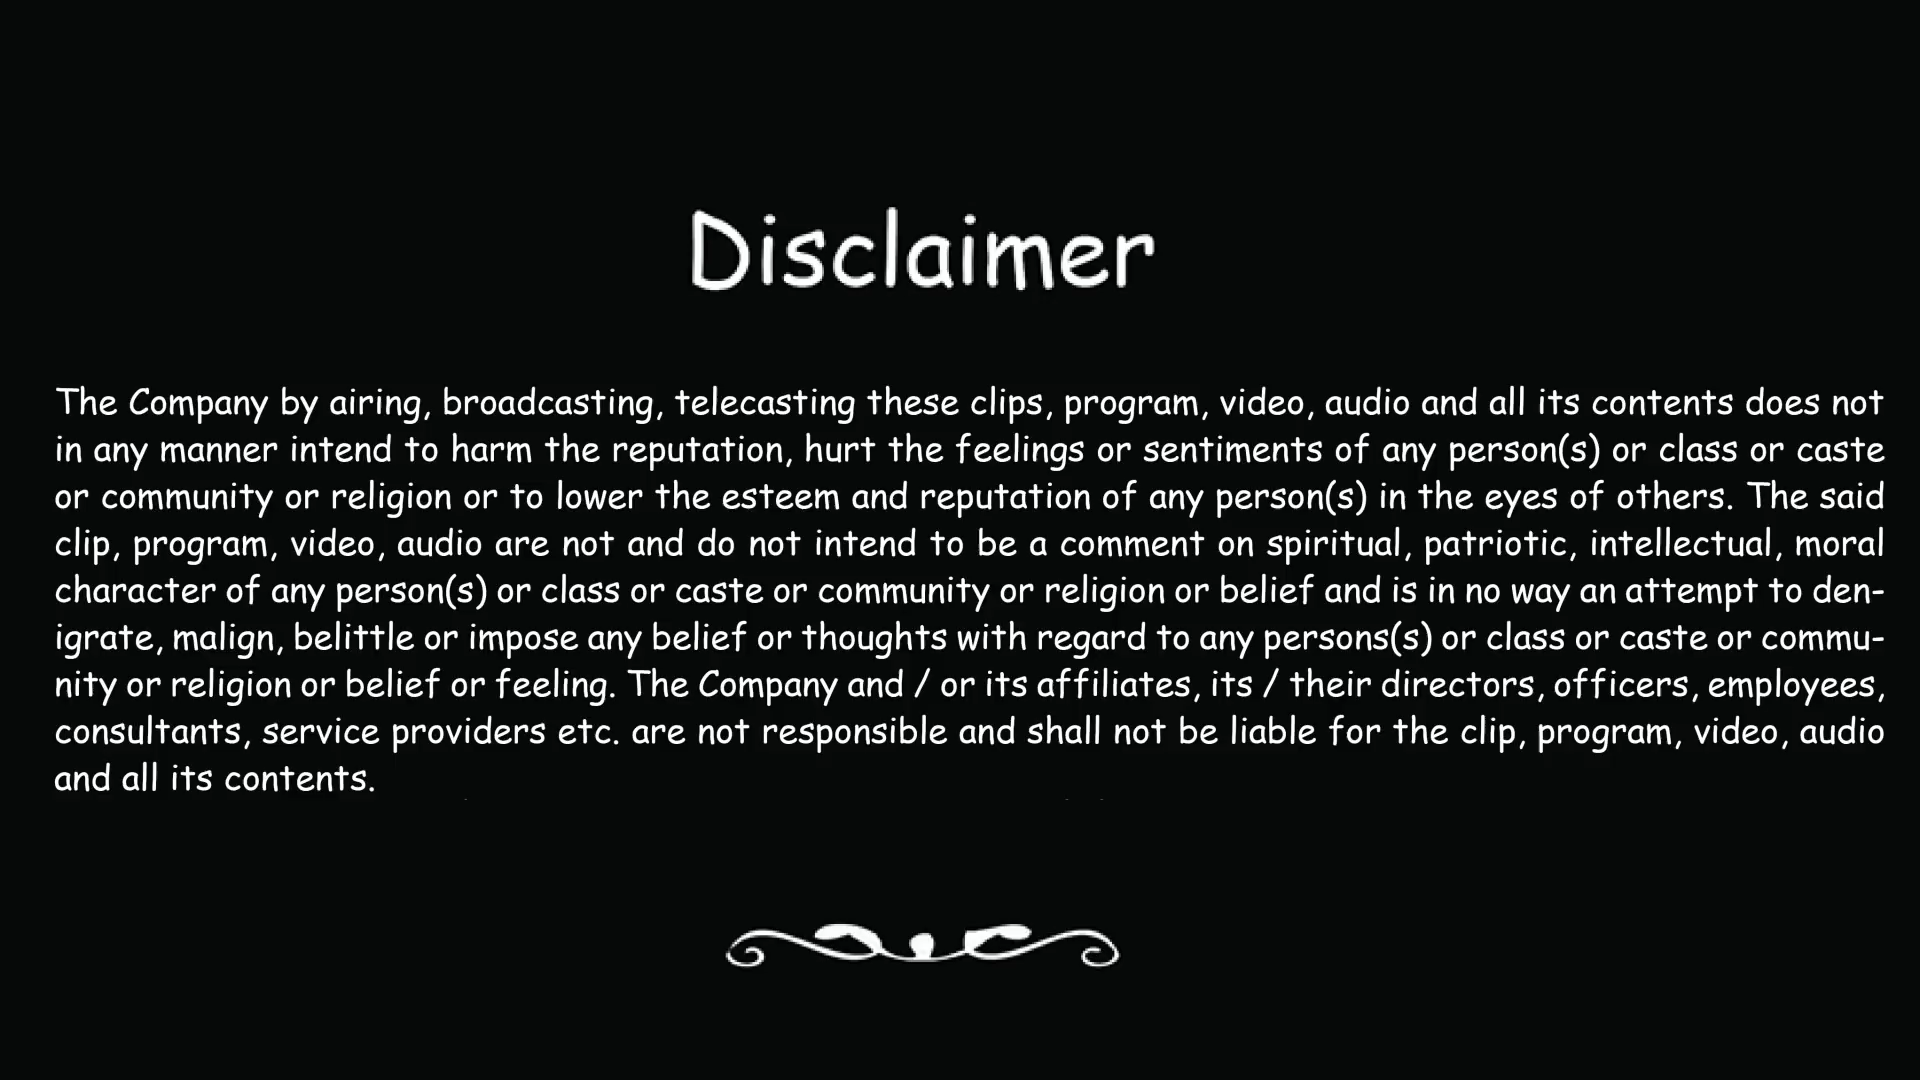 Disclaimer
The Company by airing, broadcasting, telecasting these clips, program, video, audio and all its contents does not
in any manner intend to harm the reputation, hurt the feelings or sentiments of any person(s) or class or caste
or community or religion or to lower the esteem and reputation of any person(s) in the eyes of others. The said
clip, program, video, audio are not and do not intend to be a comment on spiritual, patriotic, intellectual, moral
character of any person(s) or class or caste or community or religion or belief and is in no way an attempt to den-
igrate, malign, belittle or impose any belief or thoughts with regard to any persons(s) or class or caste or commu-
nity or religion or belief or feeling. The Company and / or its affiliates, its / their directors, officers, employees,
consultants, service providers etc. are not responsible and shall not be liable for the clip, program, video, audio
and all its contents.